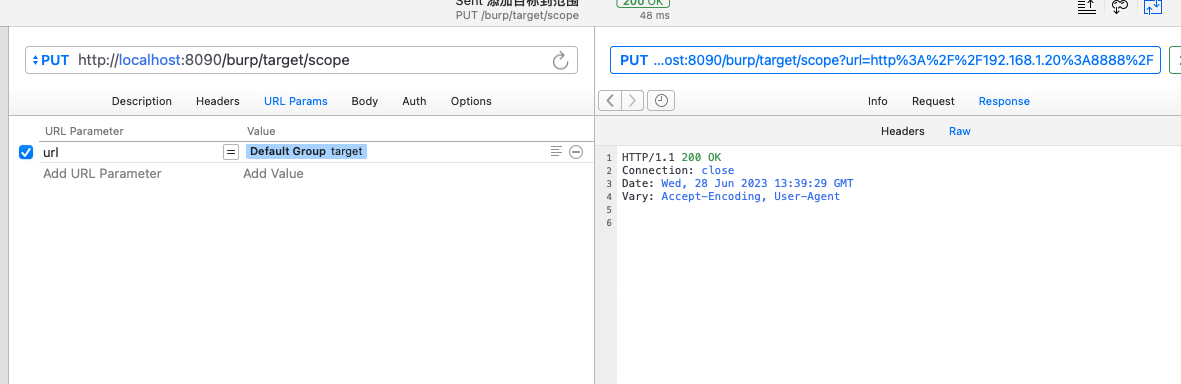 Sent 添加目标到范围
PUT /burp/target/scope
200 OK
48 ms
PUT http://localhost:8090/burp/target/scope
Description Headers URL Params Body Auth Options
URL Parameter Value
url = Default Group target
Add URL Parameter Add Value
PUT ...ost:8090/burp/target/scope?url=http%3A%2F%2F192.168.1.20%3A8888%2F
Info Request Response
Headers Raw
1 HTTP/1.1 200 OK
2 Connection: close
3 Date: Wed, 28 Jun 2023 13:39:29 GMT
4 Vary: Accept-Encoding, User-Agent
5
6